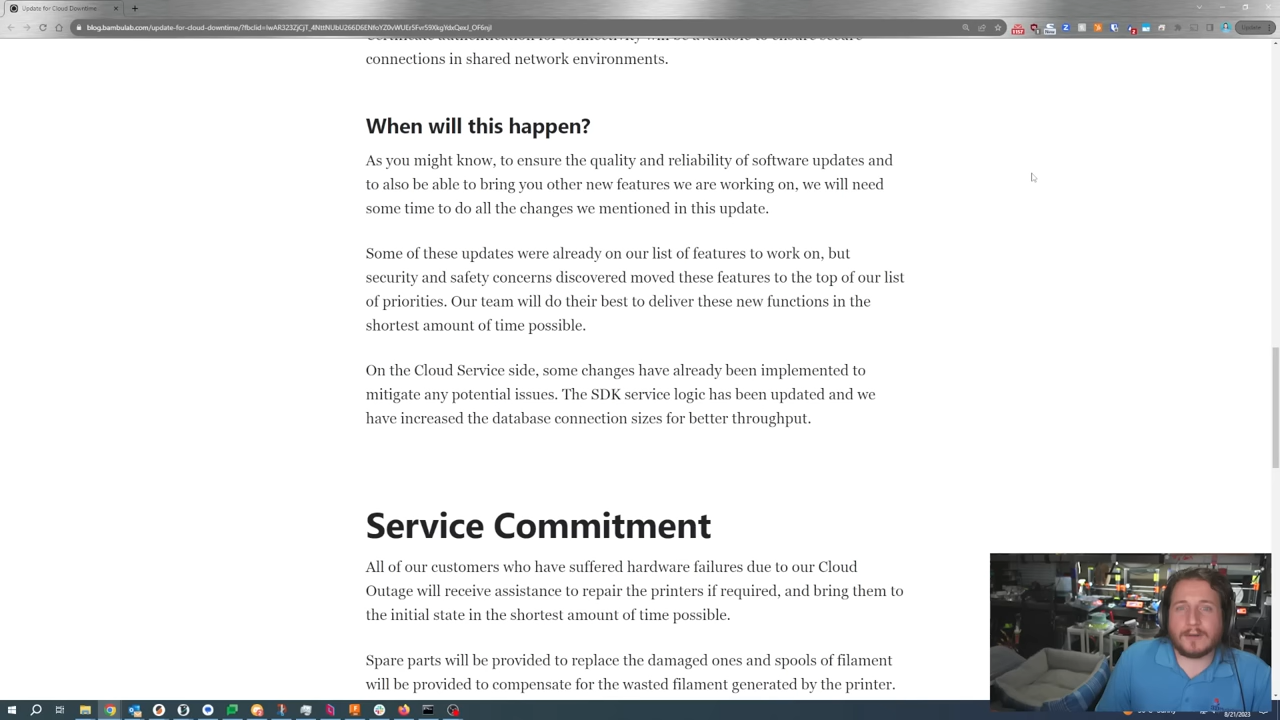 Update for Cloud Downtime
connections in shared network environments.
When will this happen?
As you might know, to ensure the quality and reliability of software updates and
to also be able to bring you other new features we are working on, we will need
some time to do all the changes we mentioned in this update.
Some of these updates were already on our list of features to work on, but
security and safety concerns discovered moved these features to the top of our list
of priorities. Our team will do their best to deliver these new functions in the
shortest amount of time possible.
On the Cloud Service side, some changes have already been implemented to
mitigate any potential issues. The SDK service logic has been updated and we
have increased the database connection sizes for better throughput.
Service Commitment
All of our customers who have suffered hardware failures due to our Cloud
Outage will receive assistance to repair the printers if required, and bring them to
the initial state in the shortest amount of time possible.
Spare parts will be provided to replace the damaged ones and spools of filament
will be provided to compensate for the wasted filament generated by the printer.
8/21/2023